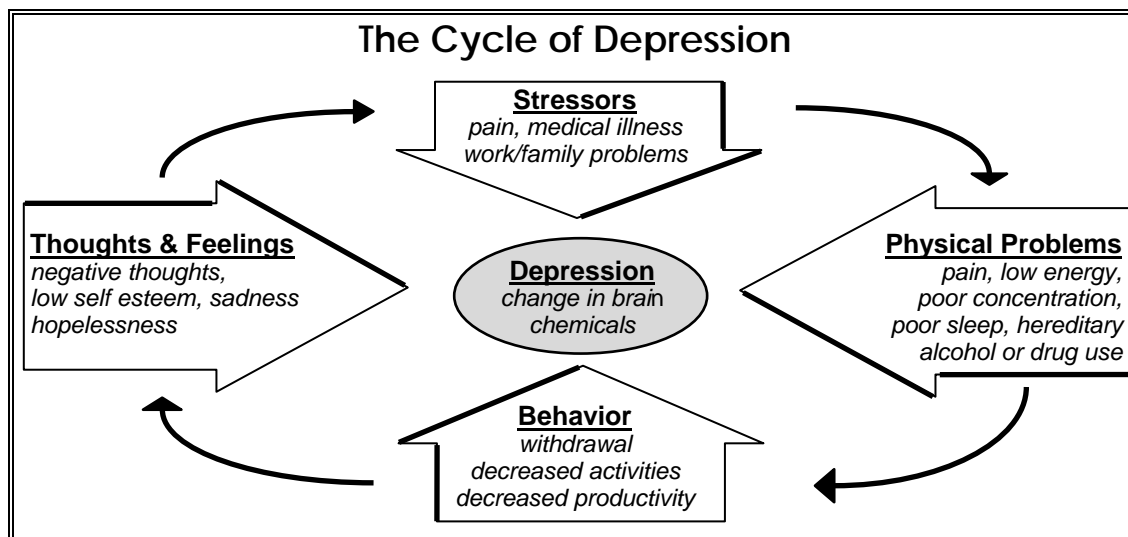 The Cycle of Depression
Stressors
pain, medical illness
work/family problems
Thoughts & Feelings
negative thoughts,
low self esteem, sadness
hopelessness
Depression
change in brain
chemicals
Physical Problems
pain, low energy,
poor concentration,
poor sleep, hereditary
alcohol or drug use
Behavior
withdrawal
decreased activities
decreased productivity